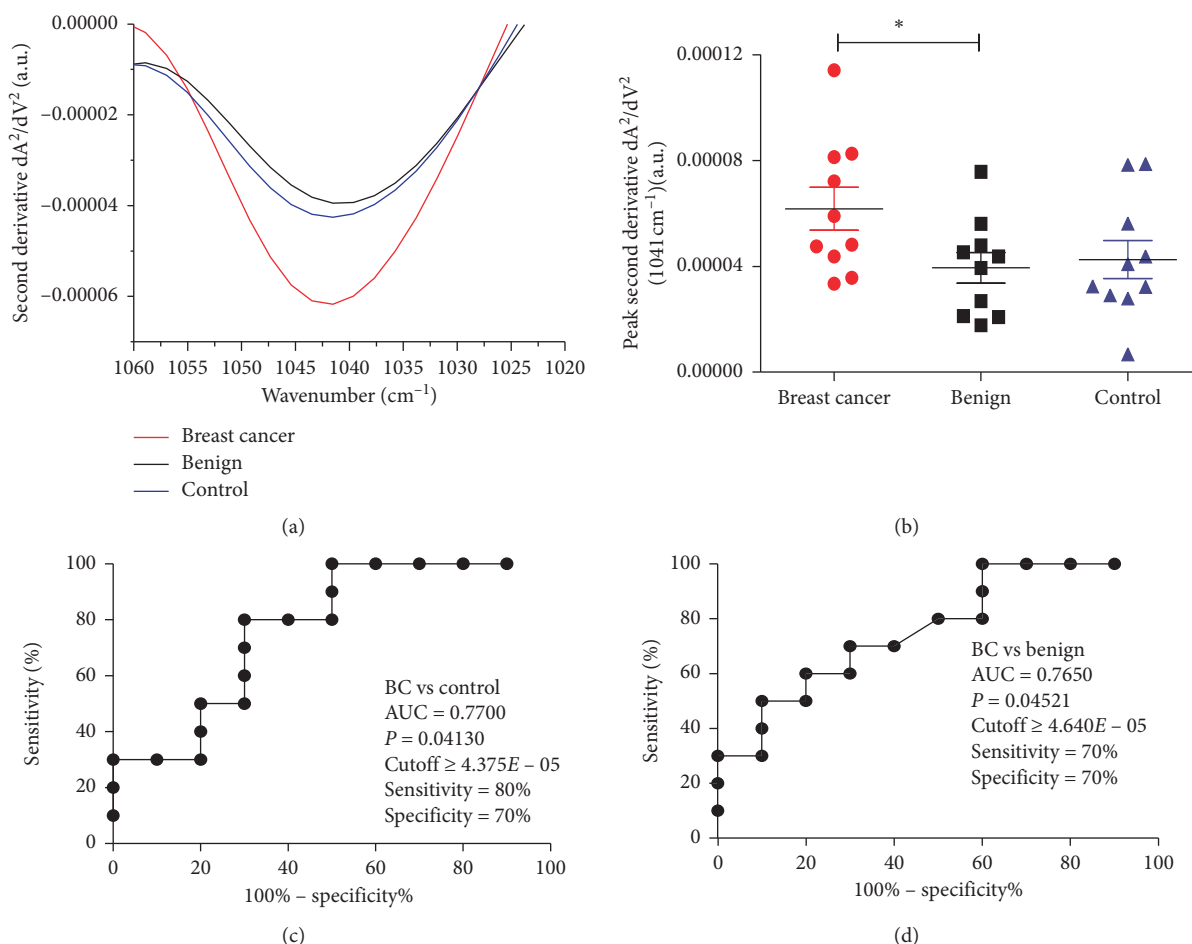 0.00000
−0.00002
−0.00004
−0.00006
Second derivative dA²/dV² (a.u.)
1060 1055 1050 1045 1040 1035 1030 1025 1020
Wavenumber (cm⁻¹)
Breast cancer
Benign
Control
(a)
*
0.00012
0.00008
0.00004
0.00000
Peak second derivative dA²/dV²
(1041 cm⁻¹)(a.u.)
Breast cancer Benign Control
(b)
100
80
60
40
20
0
Sensitivity (%)
BC vs control
AUC = 0.7700
P = 0.04130
Cutoff ≥ 4.375E – 05
Sensitivity = 80%
Specificity = 70%
0 20 40 60 80 100
100% – specificity%
(c)
100
80
60
40
20
0
Sensitivity (%)
BC vs benign
AUC = 0.7650
P = 0.04521
Cutoff ≥ 4.640E – 05
Sensitivity = 70%
Specificity = 70%
0 20 40 60 80 100
100% – specificity%
(d)